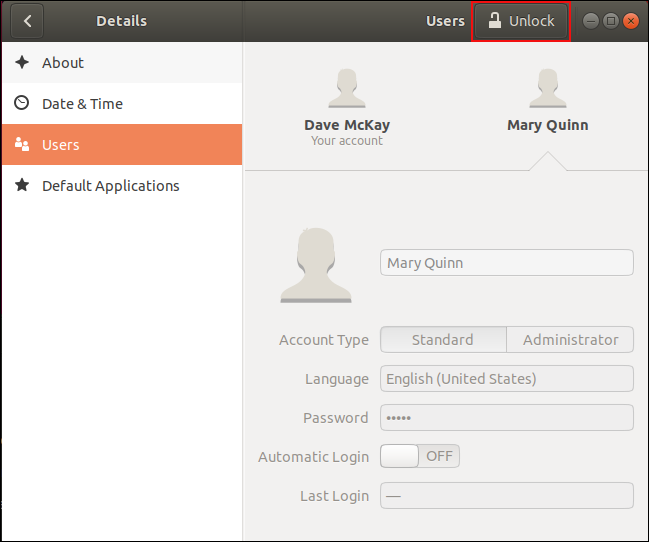 Details
Users
Unlock
About
Date & Time
Users
Default Applications
Dave McKay
Your account
Mary Quinn
Mary Quinn
Account Type
Standard
Administrator
Language
English (United States)
Password
•••••
Automatic Login
OFF
Last Login
—